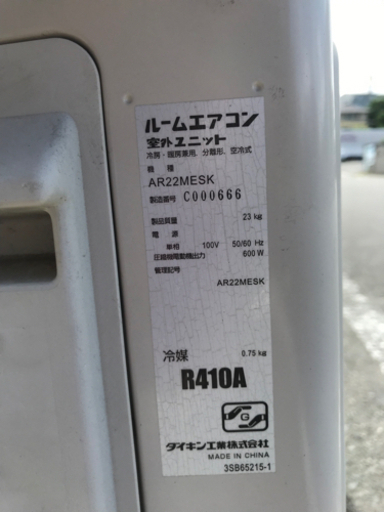 ルームエアコン
室外ユニット
冷房・暖房兼用、分離形、空冷式
機 種
AR22MESK
製造番号 C000666
製品質量 23 kg
電 源
単相 100V 50/60 Hz
圧縮機電動機出力 600 W
管理記号
AR22MESK
冷媒 0.75 kg
R410A
G
ダイキン工業株式会社
MADE IN CHINA
3SB65215-1